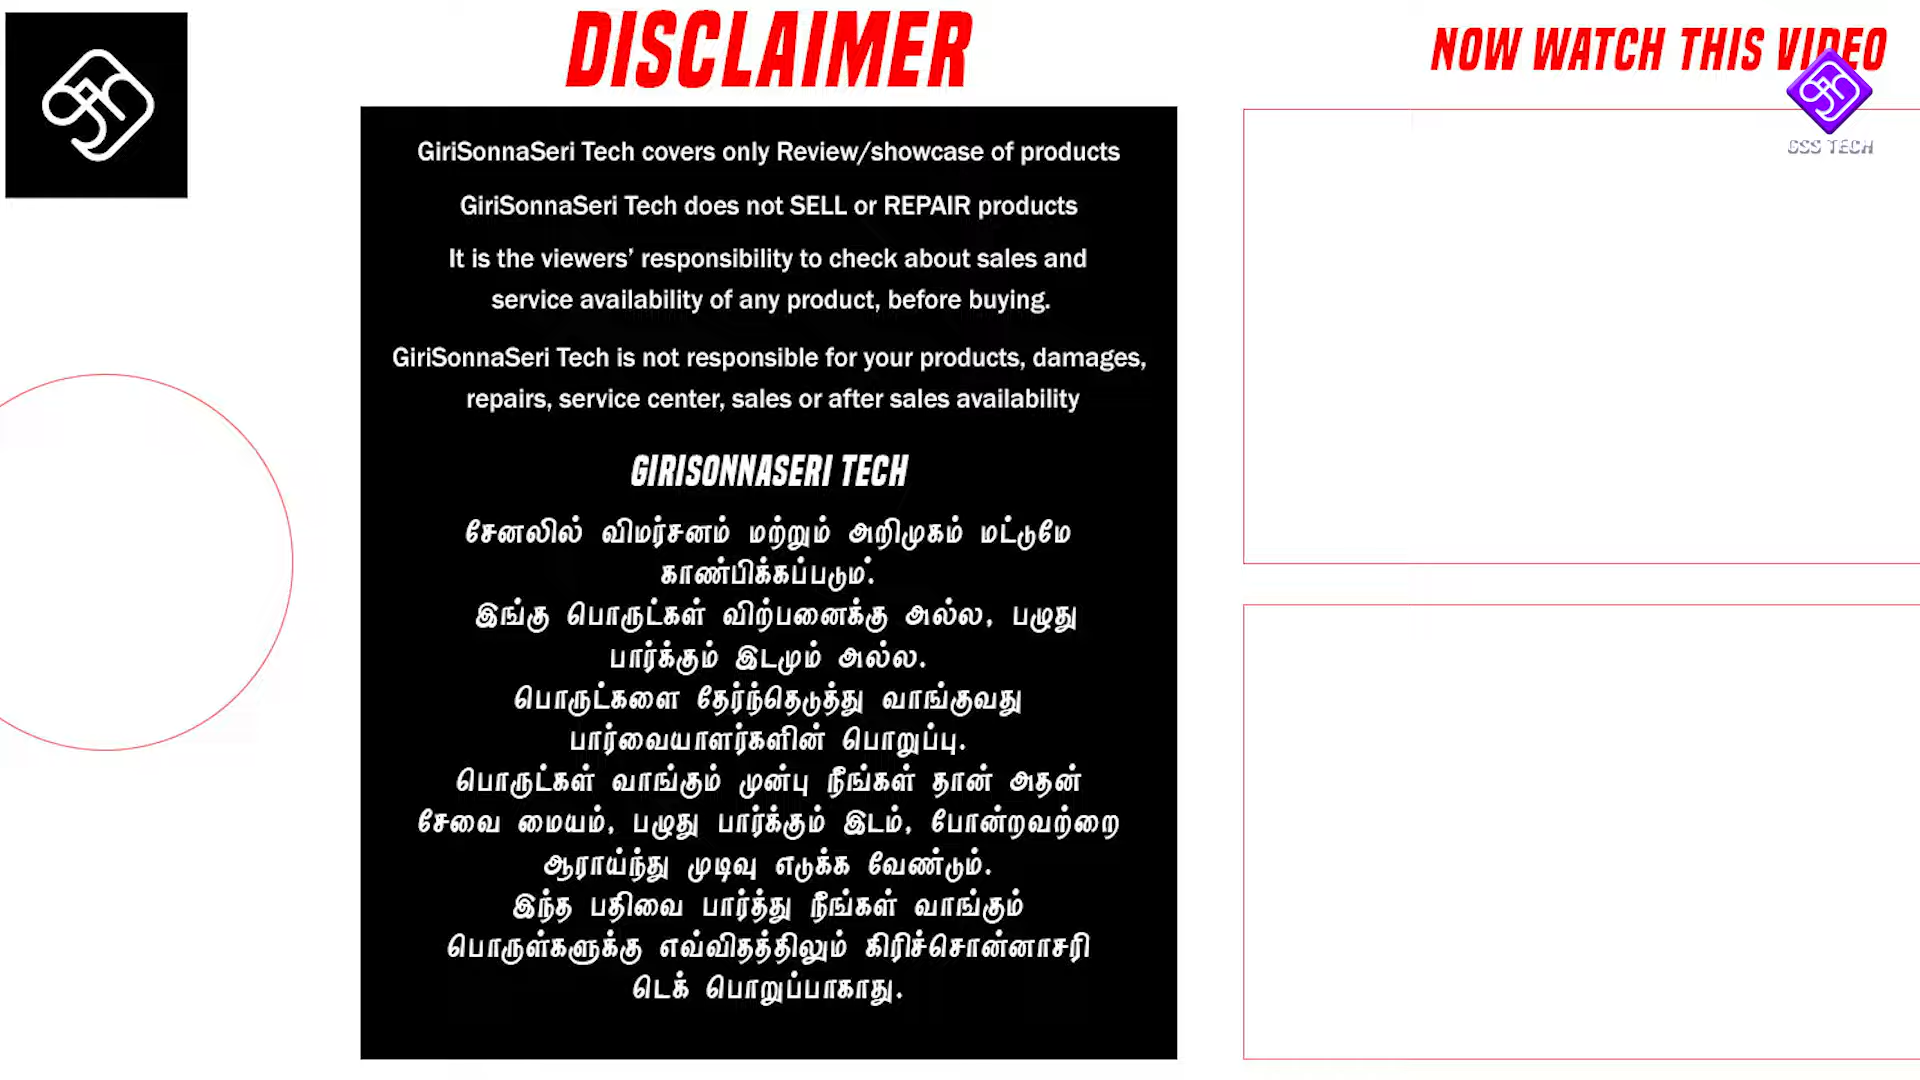 DISCLAIMER
NOW WATCH THIS VIDEO
GSS TECH
GiriSonnaSeri Tech covers only Review/showcase of products
GiriSonnaSeri Tech does not SELL or REPAIR products
It is the viewers’ responsibility to check about sales and
service availability of any product, before buying.
GiriSonnaSeri Tech is not responsible for your products, damages,
repairs, service center, sales or after sales availability
GIRISONNASERI TECH
சேனலில் விமர்சனம் மற்றும் அறிமுகம் மட்டுமே
காண்பிக்கப்படும்.
இங்கு பொருட்கள் விற்பனைக்கு அல்ல, பழுது
பார்க்கும் இடமும் அல்ல.
பொருட்களை தேர்ந்தெடுத்து வாங்குவது
பார்வையாளர்களின் பொறுப்பு.
பொருட்கள் வாங்கும் முன்பு நீங்கள் தான் அதன்
சேவை மையம், பழுது பார்க்கும் இடம், போன்றவற்றை
ஆராய்ந்து முடிவு எடுக்க வேண்டும்.
இந்த பதிவை பார்த்து நீங்கள் வாங்கும்
பொருள்களுக்கு எவ்விதத்திலும் கிரிச்சொன்னாசரி
டெக் பொறுப்பாகாது.